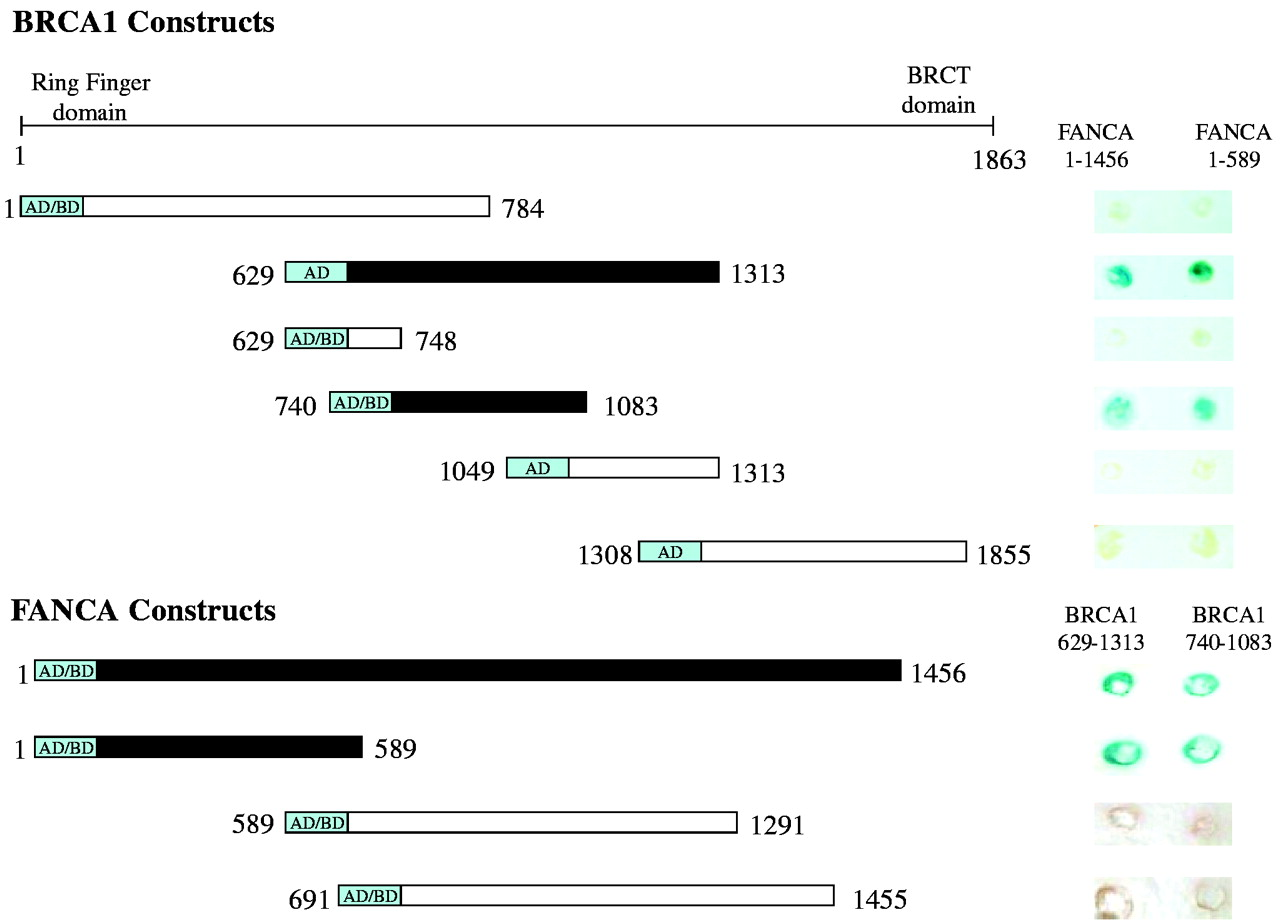 BRCA1 Constructs
Ring Finger
domain
BRCT
domain
1
1863
FANCA
1-1456
FANCA
1-589
1 AD/BD 784
629 AD 1313
629 AD/BD 748
740 AD/BD 1083
1049 AD 1313
1308 AD 1855
FANCA Constructs
BRCA1
629-1313
BRCA1
740-1083
1 AD/BD 1456
1 AD/BD 589
589 AD/BD 1291
691 AD/BD 1455